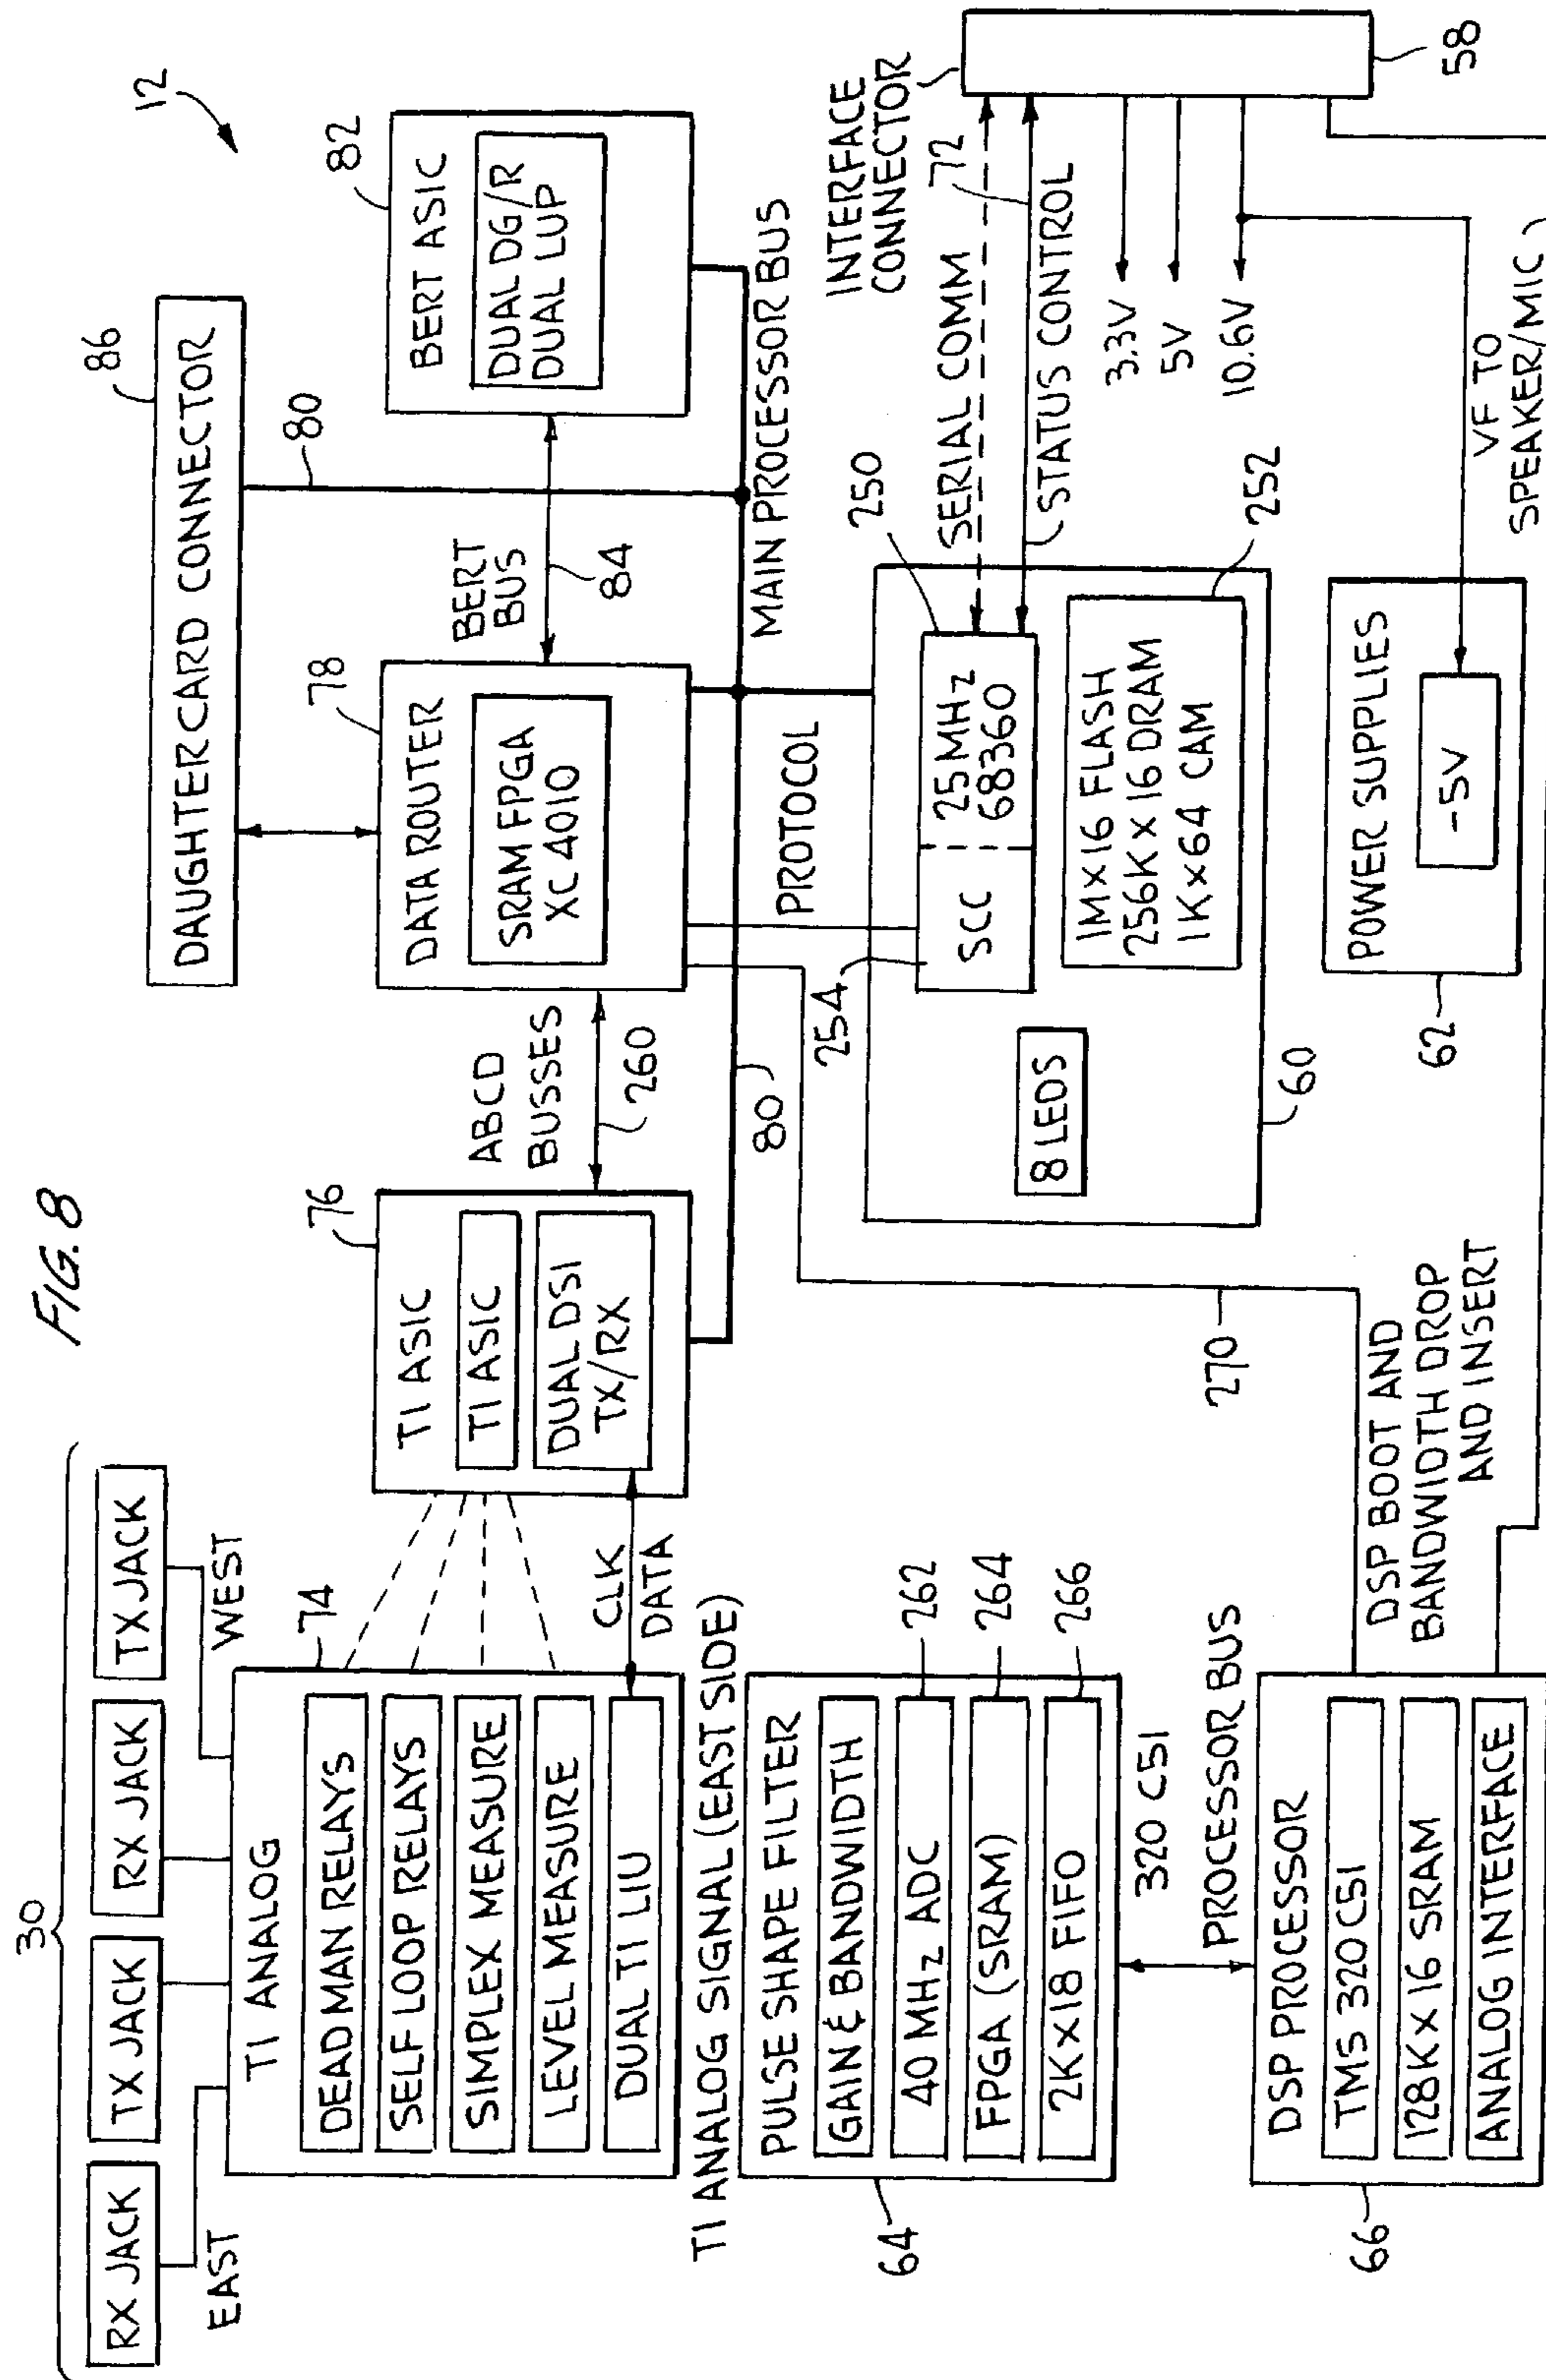 FIG. 8
12
30
RX JACK
TX JACK
RX JACK
TX JACK
EAST
WEST
74
T1 ANALOG
DEAD MAN RELAYS
SELF LOOP RELAYS
SIMPLEX MEASURE
LEVEL MEASURE
DUAL T1 LIU
CLK
DATA
76
T1 ASIC
T1 ASIC
DUAL DS1
TX/RX
ABCD
BUSSES
260
86
DAUGHTER CARD CONNECTOR
80
78
DATA ROUTER
SRAM FPGA
XC 4010
BERT
BUS
84
82
BERT ASIC
DUAL DG/R
DUAL LUP
80
MAIN PROCESSOR BUS
PROTOCOL
T1 ANALOG SIGNAL (EAST SIDE)
PULSE SHAPE FILTER
GAIN & BANDWIDTH
40 MHz ADC
FPGA (SRAM)
2K x 18 FIFO
64
262
264
266
320 C51
PROCESSOR BUS
DSP PROCESSOR
TMS 320 C51
128K x 16 SRAM
ANALOG INTERFACE
66
DSP BOOT AND
BANDWIDTH DROP
AND INSERT
270
254
SCC
25 MHz
68360
250
8 LEDS
1M x 16 FLASH
256K x 16 DRAM
1K x 64 CAM
252
60
SERIAL COMM
72
STATUS CONTROL
INTERFACE
CONNECTOR
58
3.3V
5V
10.6V
62
POWER SUPPLIES
-5V
VF TO
SPEAKER/MIC